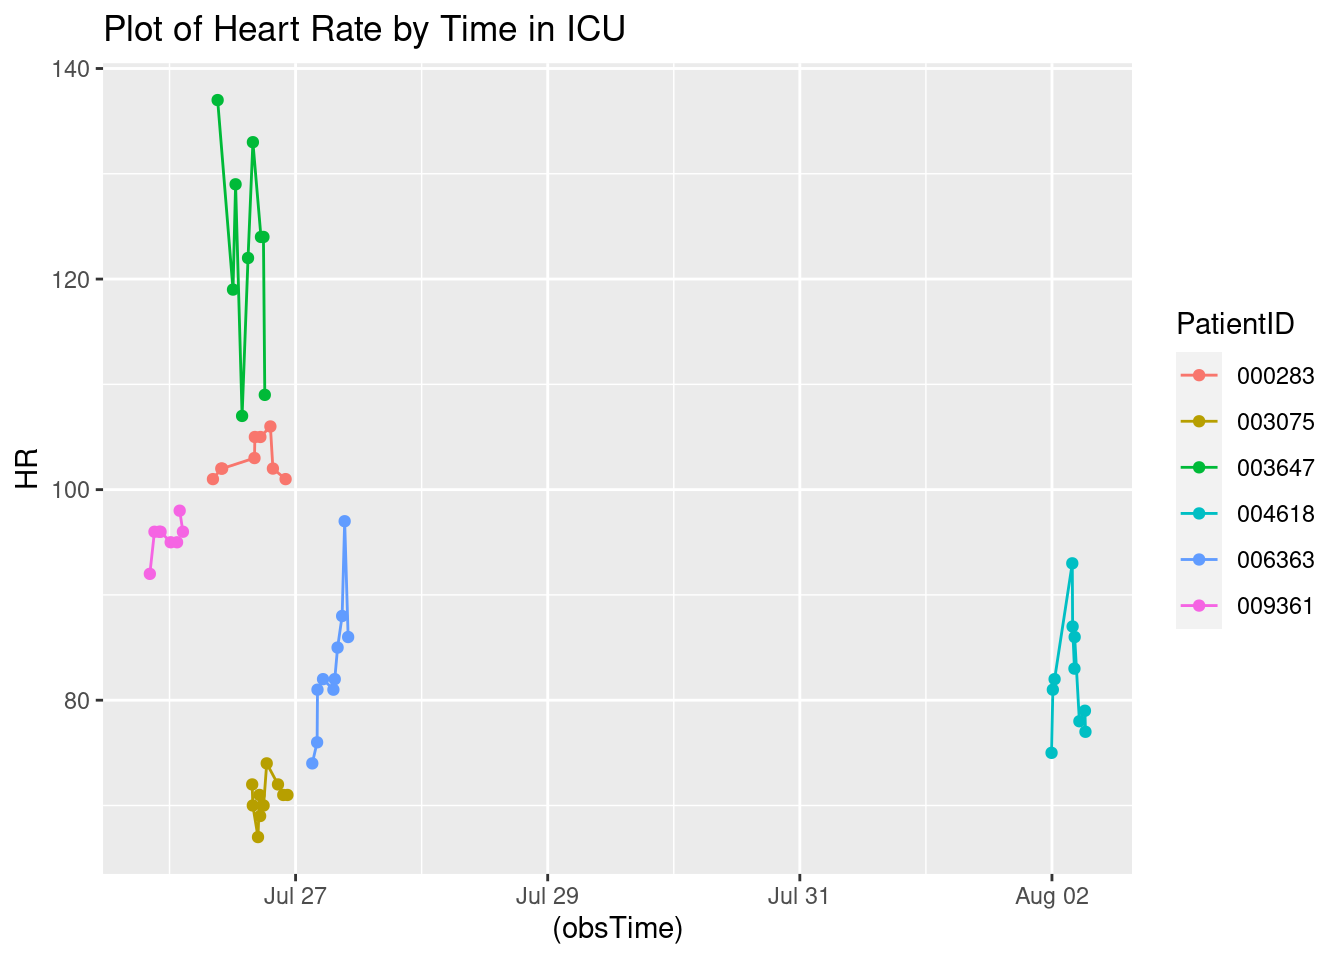 Plot of Heart Rate by Time in ICU
140
120
100
80
HR
Jul 27
Jul 29
Jul 31
Aug 02
(obsTime)
PatientID
000283
003075
003647
004618
006363
009361